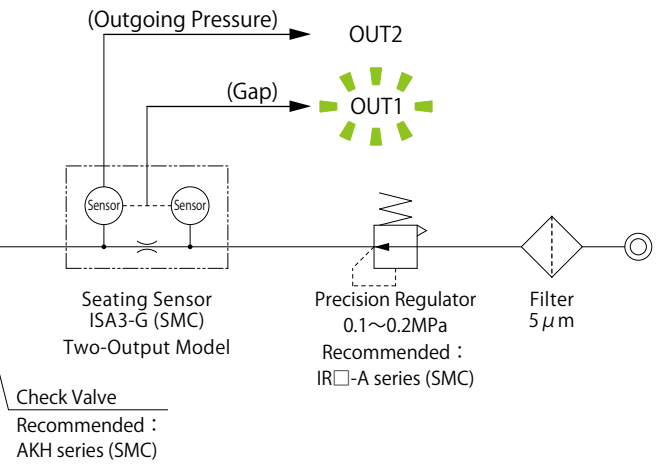 (Outgoing Pressure)
OUT2
(Gap)
OUT1
Sensor
Sensor
Seating Sensor
ISA3-G (SMC)
Two-Output Model
Precision Regulator
0.1～0.2MPa
Recommended：
IR□-A series (SMC)
Filter
5μm
Check Valve
Recommended：
AKH series (SMC)